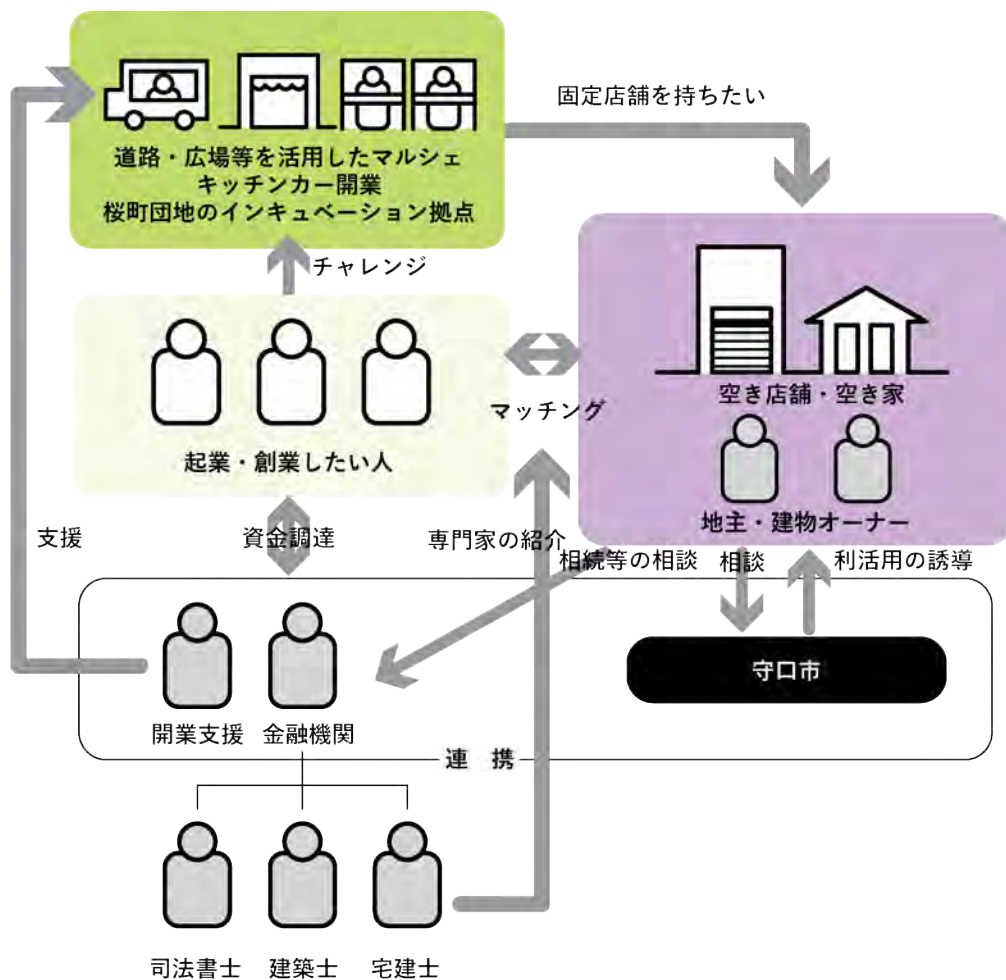 固定店舗を持ちたい
道路・広場等を活用したマルシェ
キッチンカー開業
桜町団地のインキュベーション拠点
チャレンジ
空き店舗・空き家
マッチング
起業・創業したい人
地主・建物オーナー
支援
資金調達
専門家の紹介
相続等の相談
相談
利活用の誘導
守口市
開業支援
金融機関
連 携
司法書士
建築士
宅建士